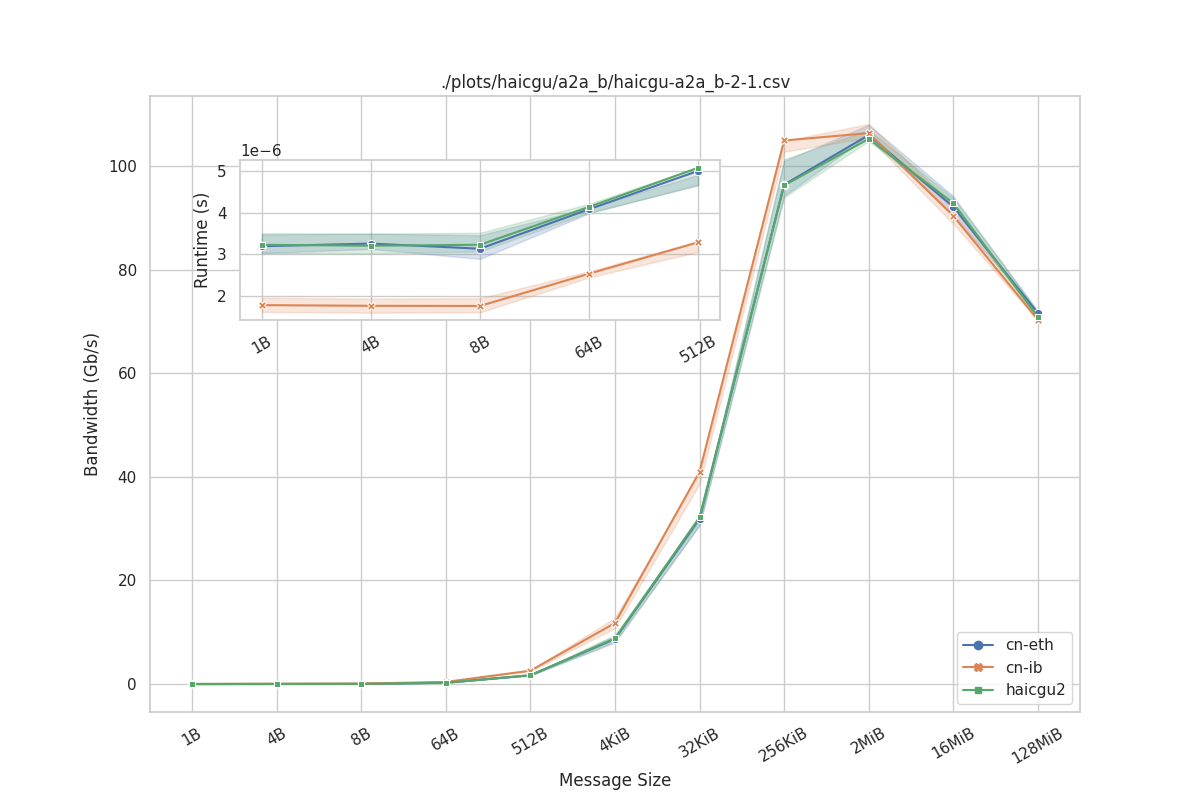 ./plots/haicgu/a2a_b/haicgu-a2a_b-2-1.csv
1e−6
5
4
3
2
Runtime (s)
1B 4B 8B 64B 512B
100
80
60
40
20
0
Bandwidth (Gb/s)
cn-eth
cn-ib
haicgu2
1B 4B 8B 64B 512B 4KiB 32KiB 256KiB 2MiB 16MiB 128MiB
Message Size